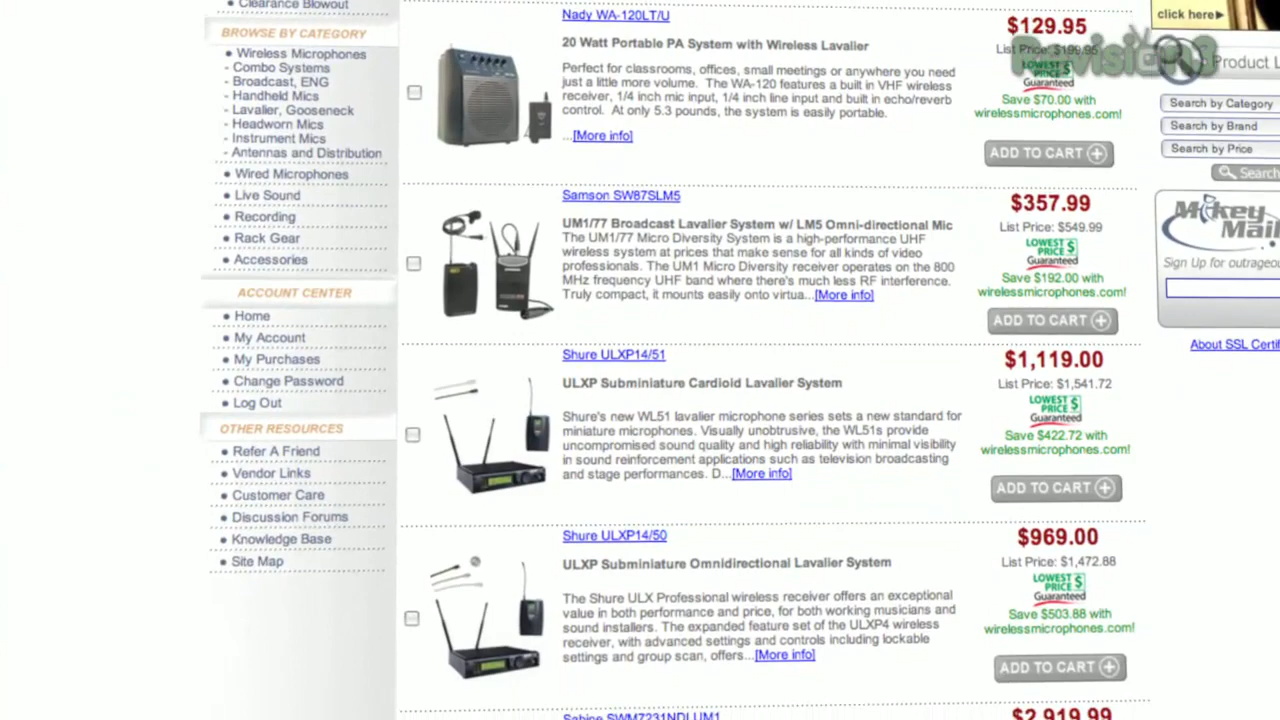 Clearance Blowout
BROWSE BY CATEGORY
Wireless Microphones
- Combo Systems
- Broadcast, ENG
- Handheld Mics
- Lavalier, Gooseneck
- Headworn Mics
- Instrument Mics
- Antennas and Distribution
Wired Microphones
Live Sound
Recording
Rack Gear
Accessories
ACCOUNT CENTER
Home
My Account
My Purchases
Change Password
Log Out
OTHER RESOURCES
Refer A Friend
Vendor Links
Customer Care
Discussion Forums
Knowledge Base
Site Map
Nady WA-120LT/U
20 Watt Portable PA System with Wireless Lavalier
Perfect for classrooms, offices, small meetings or anywhere you need
just a little more volume. The WA-120 features a built in VHF wireless
receiver, 1/4 inch mic input, 1/4 inch line input and built in echo/reverb
control. At only 5.3 pounds, the system is easily portable.
...[More info]
$129.95
List Price: $199.95
LOWEST PRICE $
Guaranteed
Save $70.00 with
wirelessmicrophones.com!
ADD TO CART
Samson SW87SLM5
UM1/77 Broadcast Lavalier System w/ LM5 Omni-directional Mic
The UM1/77 Micro Diversity System is a high-performance UHF
wireless system at prices that make sense for all kinds of video
professionals. The UM1 Micro Diversity receiver operates on the 800
MHz frequency UHF band where there's much less RF interference.
Truly compact, it mounts easily onto virtua...[More info]
$357.99
List Price: $549.99
LOWEST PRICE $
Guaranteed
Save $192.00 with
wirelessmicrophones.com!
ADD TO CART
Shure ULXP14/51
ULXP Subminiature Cardioid Lavalier System
Shure's new WL51 lavalier microphone series sets a new standard for
miniature microphones. Visually unobtrusive, the WL51s provide
uncompromised sound quality and high reliability with minimal visibility
in sound reinforcement applications such as television broadcasting
and stage performances. D...[More info]
$1,119.00
List Price: $1,541.72
LOWEST PRICE $
Guaranteed
Save $422.72 with
wirelessmicrophones.com!
ADD TO CART
Shure ULXP14/50
ULXP Subminiature Omnidirectional Lavalier System
The Shure ULX Professional wireless receiver offers an exceptional
value in both performance and price, for both working musicians and
sound installers. The expanded feature set of the ULXP4 wireless
receiver, with advanced settings and controls including lockable
settings and group scan, offers...[More info]
$969.00
List Price: $1,472.88
LOWEST PRICE $
Guaranteed
Save $503.88 with
wirelessmicrophones.com!
ADD TO CART
Sabine SWM7231NDLUM1
$2,919.99
click here
Revision3
Product L
Search by Category
Search by Brand
Search by Price
Search
Mikey
Mail
Sign Up for outrageou
About SSL Certif